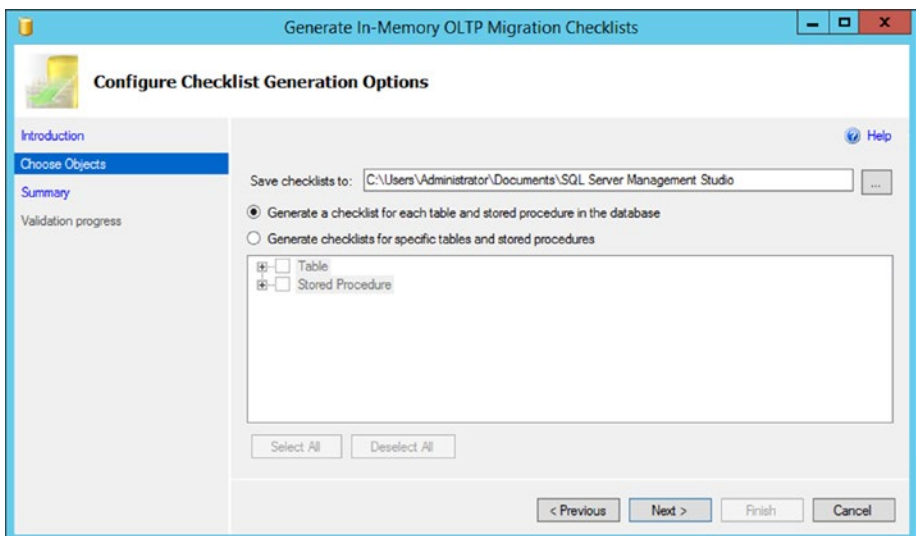 Generate In-Memory OLTP Migration Checklists
Configure Checklist Generation Options
Introduction
Help
Choose Objects
Summary
Validation progress
Save checklists to: C:\Users\Administrator\Documents\SQL Server Management Studio ...
Generate a checklist for each table and stored procedure in the database
Generate checklists for specific tables and stored procedures
Table
Stored Procedure
Select All Deselect All
< Previous Next > Finish Cancel